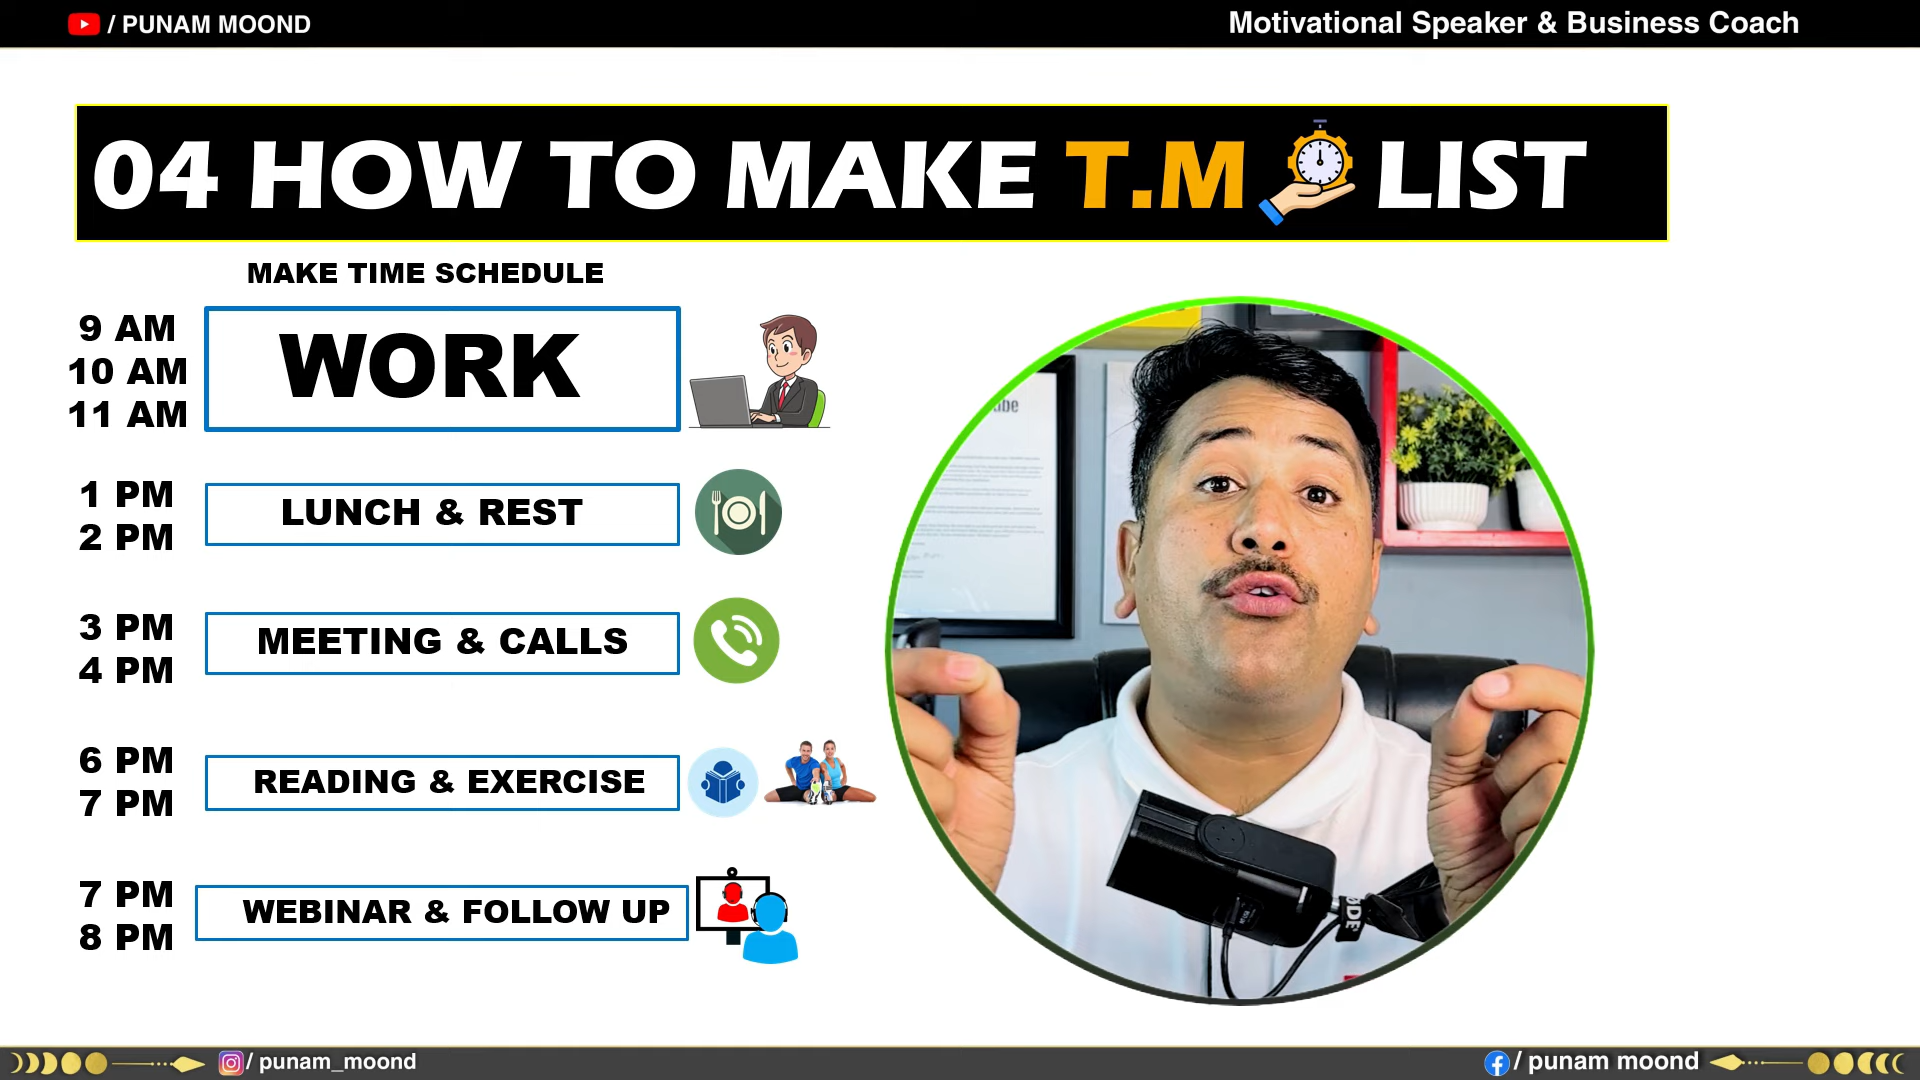 / PUNAM MOOND
Motivational Speaker & Business Coach
04 HOW TO MAKE T.M LIST
MAKE TIME SCHEDULE
9 AM
10 AM
11 AM
WORK
1 PM
2 PM
LUNCH & REST
3 PM
4 PM
MEETING & CALLS
6 PM
7 PM
READING & EXERCISE
7 PM
8 PM
WEBINAR & FOLLOW UP
/ punam_moond
/ punam moond